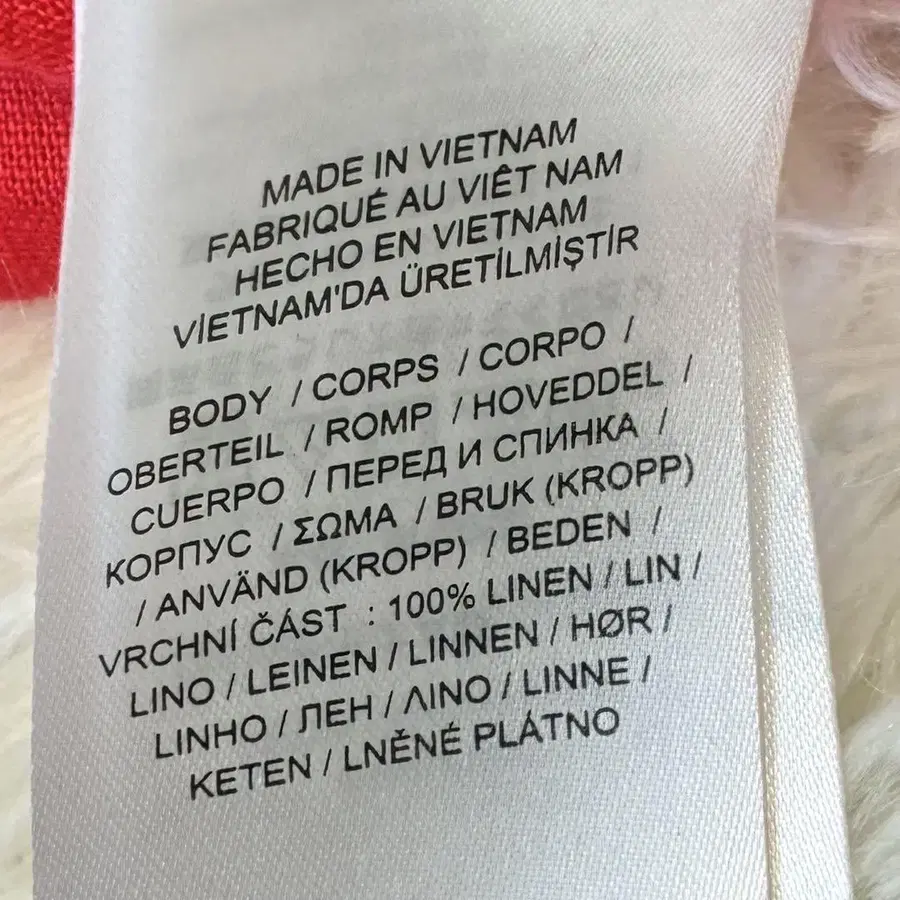 MADE IN VIETNAM
FABRIQUÉ AU VIÊT NAM
HECHO EN VIETNAM
VİETNAM'DA ÜRETİLMİŞTİR
BODY / CORPS / CORPO /
OBERTEIL / ROMP / HOVEDDEL /
CUERPO / ПЕРЕД И СПИНКА /
КОРПУС / ΣΩΜΑ / BRUK (KROPP)
/ ANVÄND (KROPP) / BEDEN /
VRCHNÍ ČÁST : 100% LINEN / LIN /
LINO / LEINEN / LINNEN / HØR /
LINHO / ЛЕН / ΛΙΝΟ / LINNE /
KETEN / LNĚNÉ PLÁTNO